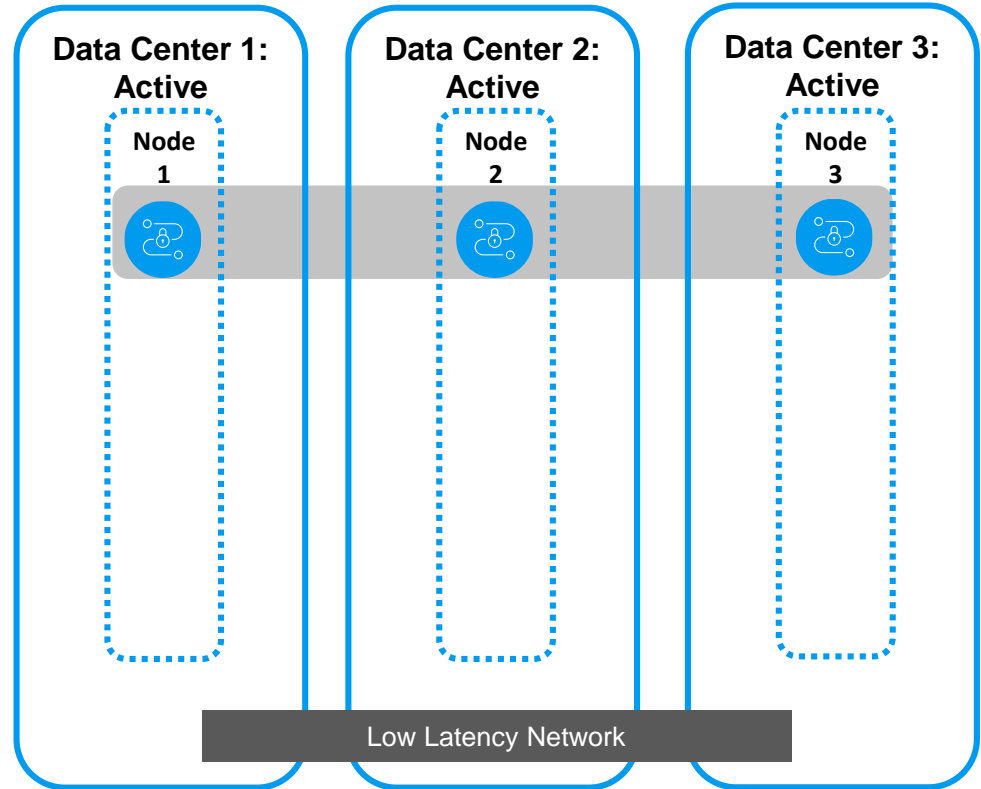 Data Center 1:
Active
Node
1
Data Center 2:
Active
Node
2
Data Center 3:
Active
Node
3
Low Latency Network